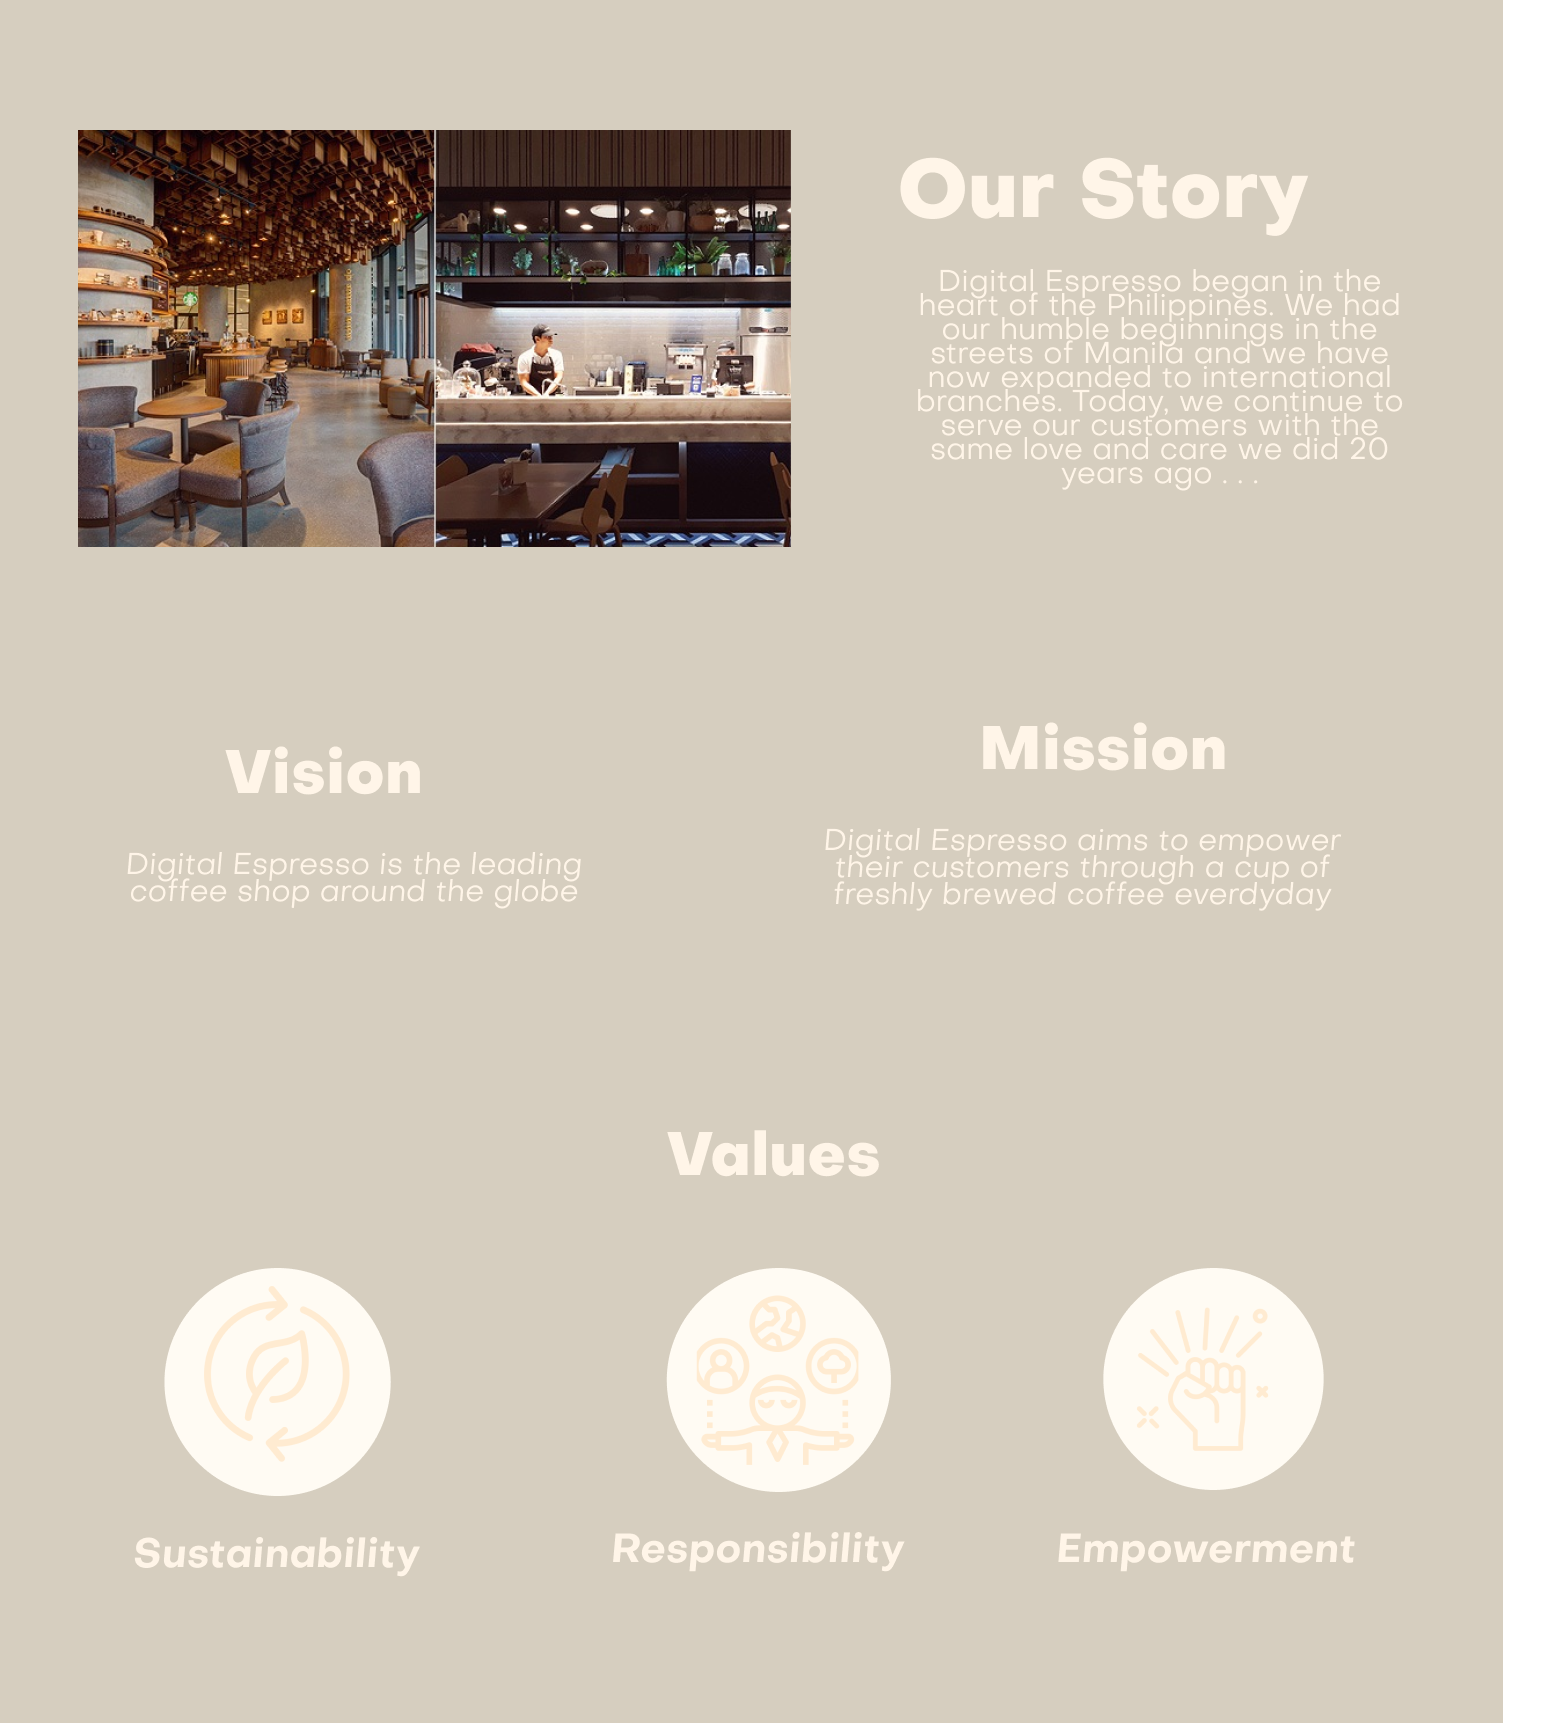 Our Story
Digital Espresso began in the
heart of the Philippines. We had
our humble beginnings in the
streets of Manila and we have
now expanded to international
branches. Today, we continue to
serve our customers with the
same love and care we did 20
years ago . . .
Vision
Digital Espresso is the leading
coffee shop around the globe
Mission
Digital Espresso aims to empower
their customers through a cup of
freshly brewed coffee everdyday
Values
Sustainability
Responsibility
Empowerment